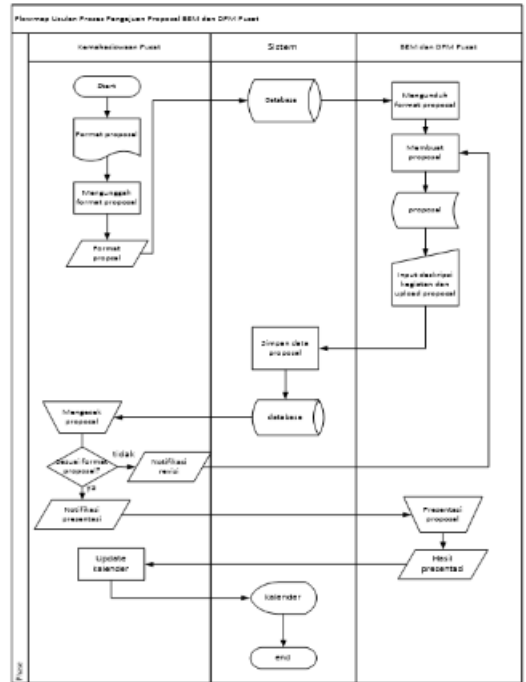 Flowmap Usulan Proses Pengajuan Proposal BEM dan DPM Pusat
Kemahasiswaan Pusat
Sistem
BEM dan DPM Pusat
Start
Database
Mengunduh
format proposal
Format proposal
Membuat
proposal
Mengunggah
format proposal
proposal
Format
propsal
Input deskripsi
kegiatan dan
upload proposal
Simpan data
proposal
Mengecek
proposal
database
Sesuai format
proposal?
tidak
Notifikasi
revisi
ya
Notifikasi
presentasi
Presentasi
proposal
Update
kalender
Hasil
presentasi
kalender
end
Phase